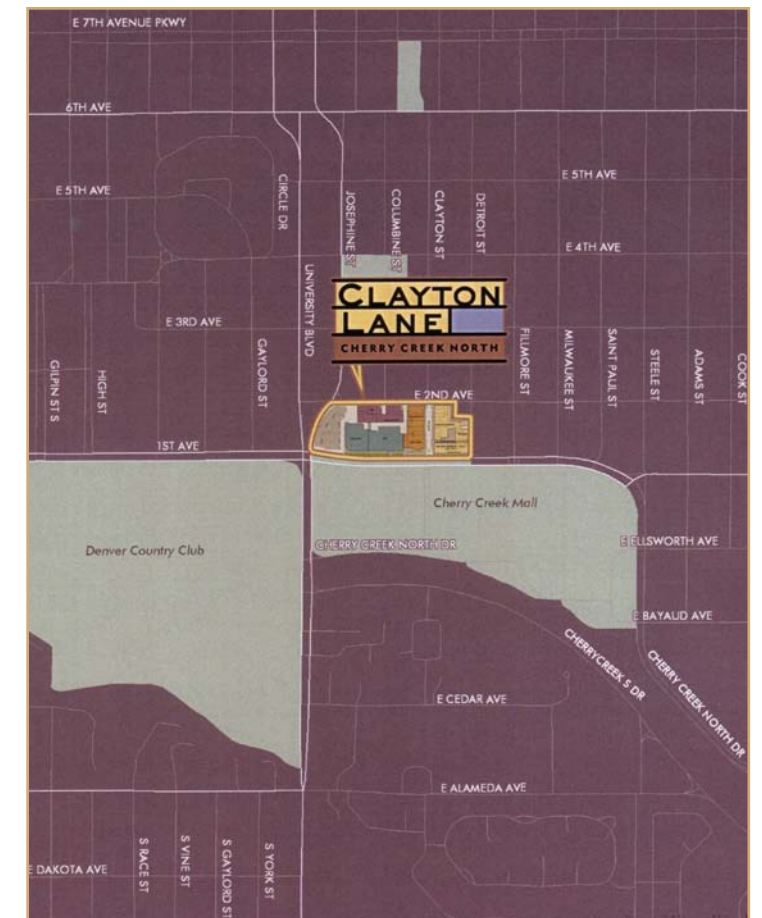 E 7TH AVENUE PKWY
6TH AVE
E 5TH AVE
E 5TH AVE
CIRCLE DR
JOSEPHINE ST
COLUMBINE ST
CLAYTON ST
DETROIT ST
E 4TH AVE
UNIVERSITY BLVD
CLAYTON
LANE
CHERRY CREEK NORTH
E 3RD AVE
GILPIN ST S
HIGH ST
GAYLORD ST
FILLMORE ST
MILWAUKEE ST
SAINT PAUL ST
STEELE ST
ADAMS ST
COOK ST
E 2ND AVE
1ST AVE
Cherry Creek Mall
Denver Country Club
CHERRY CREEK NORTH DR
E ELLSWORTH AVE
E BAYAUD AVE
CHERRYCREEK S DR
CHERRY CREEK NORTH DR
E CEDAR AVE
E ALAMEDA AVE
E DAKOTA AVE
S RACE ST
S VINE ST
S GAYLORD ST
S YORK ST